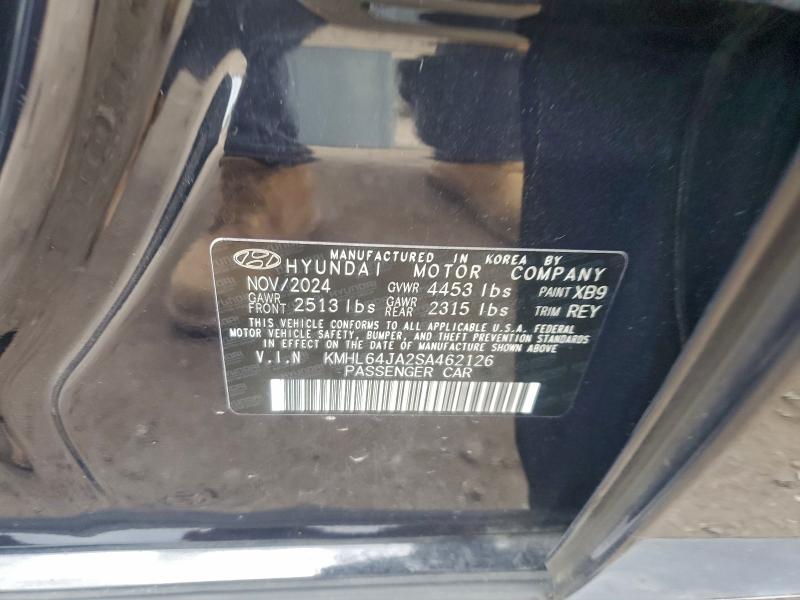 MANUFACTURED IN KOREA BY
HYUNDAI MOTOR COMPANY
NOV/2024 GVWR 4453 lbs PAINT XB9
GAWR FRONT 2513 lbs GAWR REAR 2315 lbs TRIM REY
THIS VEHICLE CONFORMS TO ALL APPLICABLE U.S.A. FEDERAL
MOTOR VEHICLE SAFETY, BUMPER, AND THEFT PREVENTION STANDARDS
IN EFFECT ON THE DATE OF MANUFACTURE SHOWN ABOVE
V.I.N KMHL64JA2SA462126
PASSENGER CAR